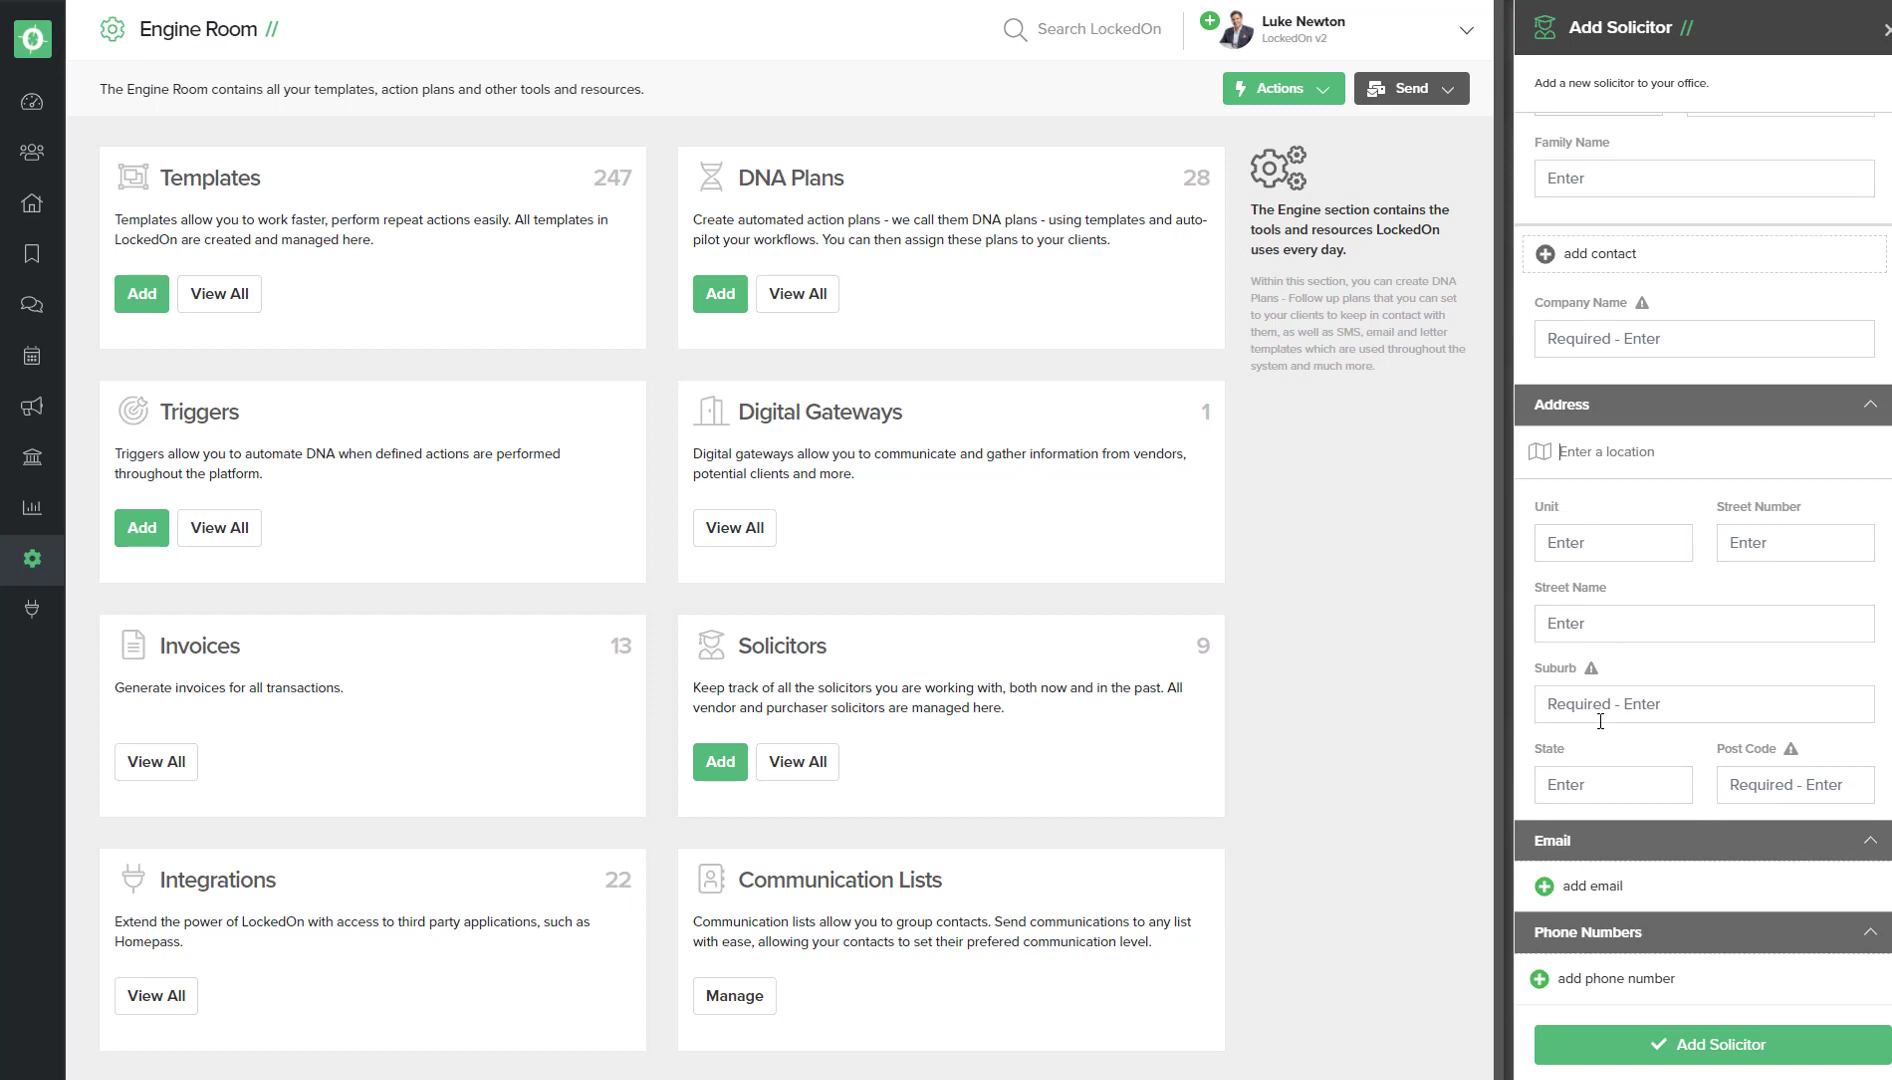 Engine Room //
Search LockedOn
Luke Newton
LockedOn v2
The Engine Room contains all your templates, action plans and other tools and resources.
Actions
Send
Templates 247
Templates allow you to work faster, perform repeat actions easily. All templates in
LockedOn are created and managed here.
Add
View All
DNA Plans 28
Create automated action plans - we call them DNA plans - using templates and auto-
pilot your workflows. You can then assign these plans to your clients.
Add
View All
Triggers
Triggers allow you to automate DNA when defined actions are performed
throughout the platform.
Add
View All
Digital Gateways 1
Digital gateways allow you to communicate and gather information from vendors,
potential clients and more.
View All
Invoices 13
Generate invoices for all transactions.
View All
Solicitors 9
Keep track of all the solicitors you are working with, both now and in the past. All
vendor and purchaser solicitors are managed here.
Add
View All
Integrations 22
Extend the power of LockedOn with access to third party applications, such as
Homepass.
View All
Communication Lists
Communication lists allow you to group contacts. Send communications to any list
with ease, allowing your contacts to set their prefered communication level.
Manage
The Engine section contains the
tools and resources LockedOn
uses every day.
Within this section, you can create DNA
Plans - Follow up plans that you can set
to your clients to keep in contact with
them, as well as SMS, email and letter
templates which are used throughout the
system and much more.
Add Solicitor //
Add a new solicitor to your office.
Family Name
Enter
add contact
Company Name
Required - Enter
Address
Enter a location
Unit
Street Number
Enter
Enter
Street Name
Enter
Suburb
Required - Enter
State
Post Code
Enter
Required - Enter
Email
add email
Phone Numbers
add phone number
Add Solicitor